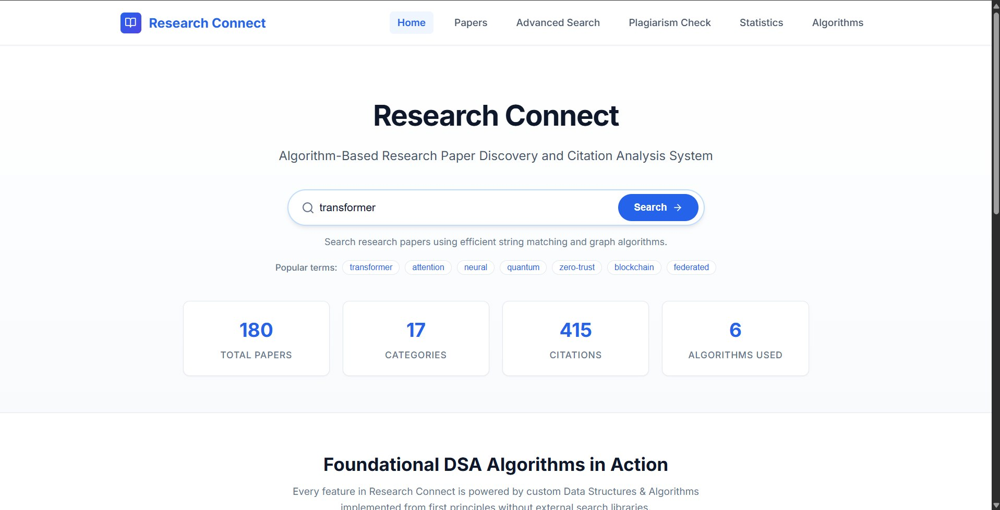 Research Connect
Home Papers Advanced Search Plagiarism Check Statistics Algorithms
Research Connect
Algorithm-Based Research Paper Discovery and Citation Analysis System
transformer Search →
Search research papers using efficient string matching and graph algorithms.
Popular terms: transformer attention neural quantum zero-trust blockchain federated
180 17 415 6
TOTAL PAPERS CATEGORIES CITATIONS ALGORITHMS USED
Foundational DSA Algorithms in Action
Every feature in Research Connect is powered by custom Data Structures & Algorithms
implemented from first principles without external search libraries.